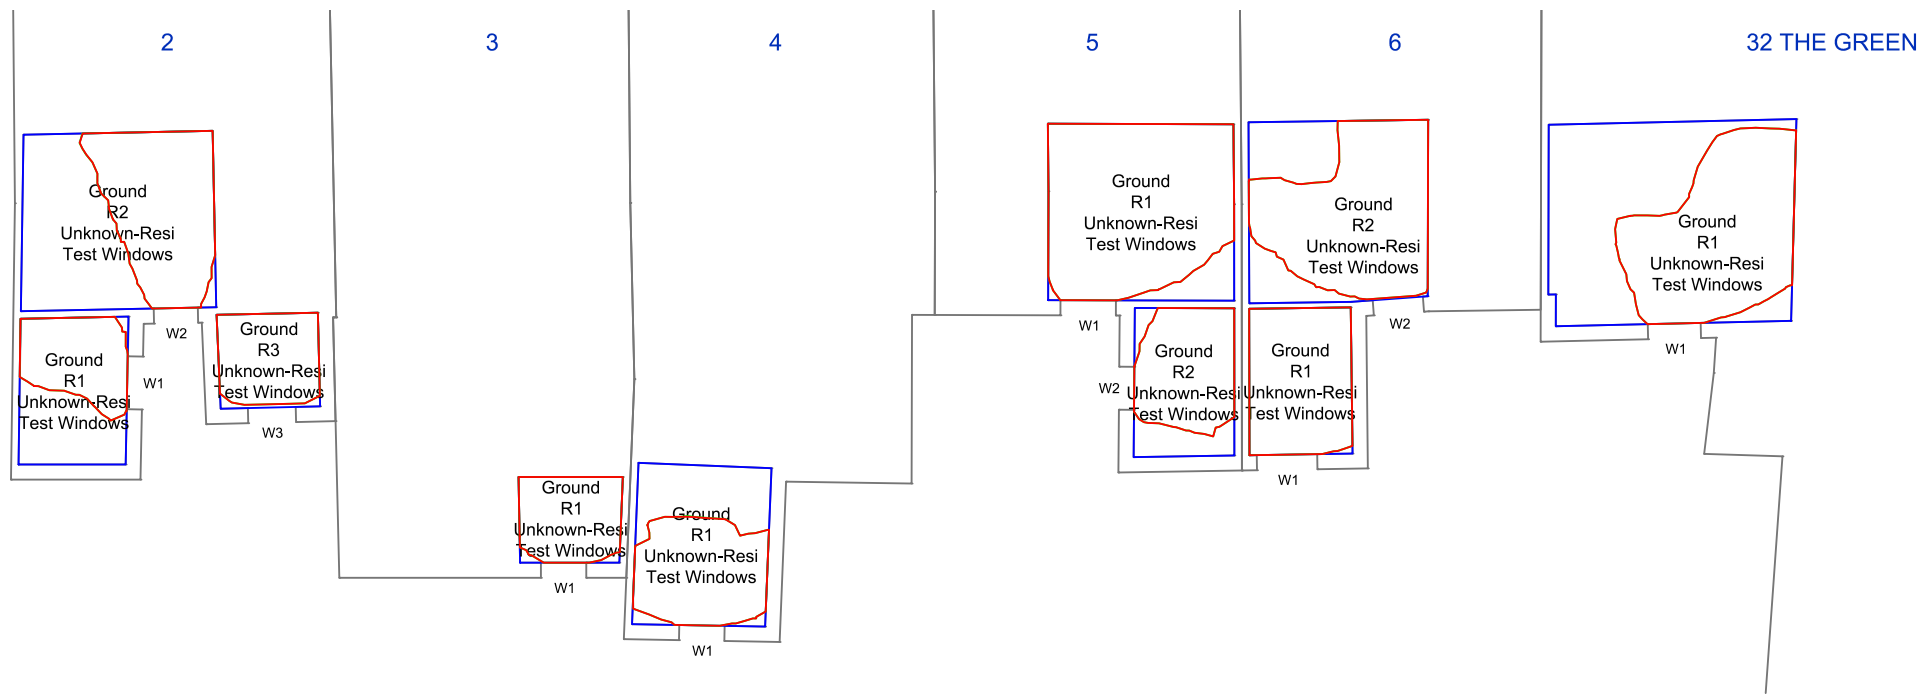 2
3
4
5
6
32 THE GREEN
Ground
R2
Unknown-Resi
Test Windows
W2
Ground
R1
Unknown-Resi
Test Windows
W1
Ground
R3
Unknown-Resi
Test Windows
W3
Ground
R1
Unknown-Resi
Test Windows
W1
Ground
R1
Unknown-Resi
Test Windows
W1
Ground
R1
Unknown-Resi
Test Windows
W1
Ground
R2
Unknown-Resi
Test Windows
W2
Ground
R2
Unknown-Resi
Test Windows
W2
Ground
R1
Unknown-Resi
Test Windows
W1
Ground
R1
Unknown-Resi
Test Windows
W1